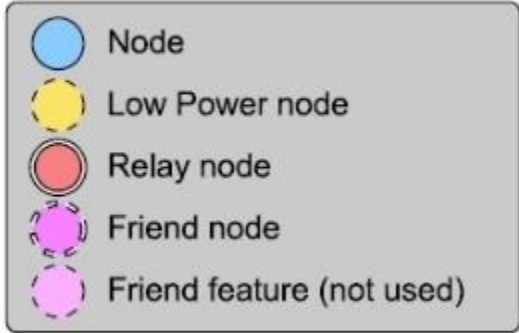 Node
Low Power node
Relay node
Friend node
Friend feature (not used)